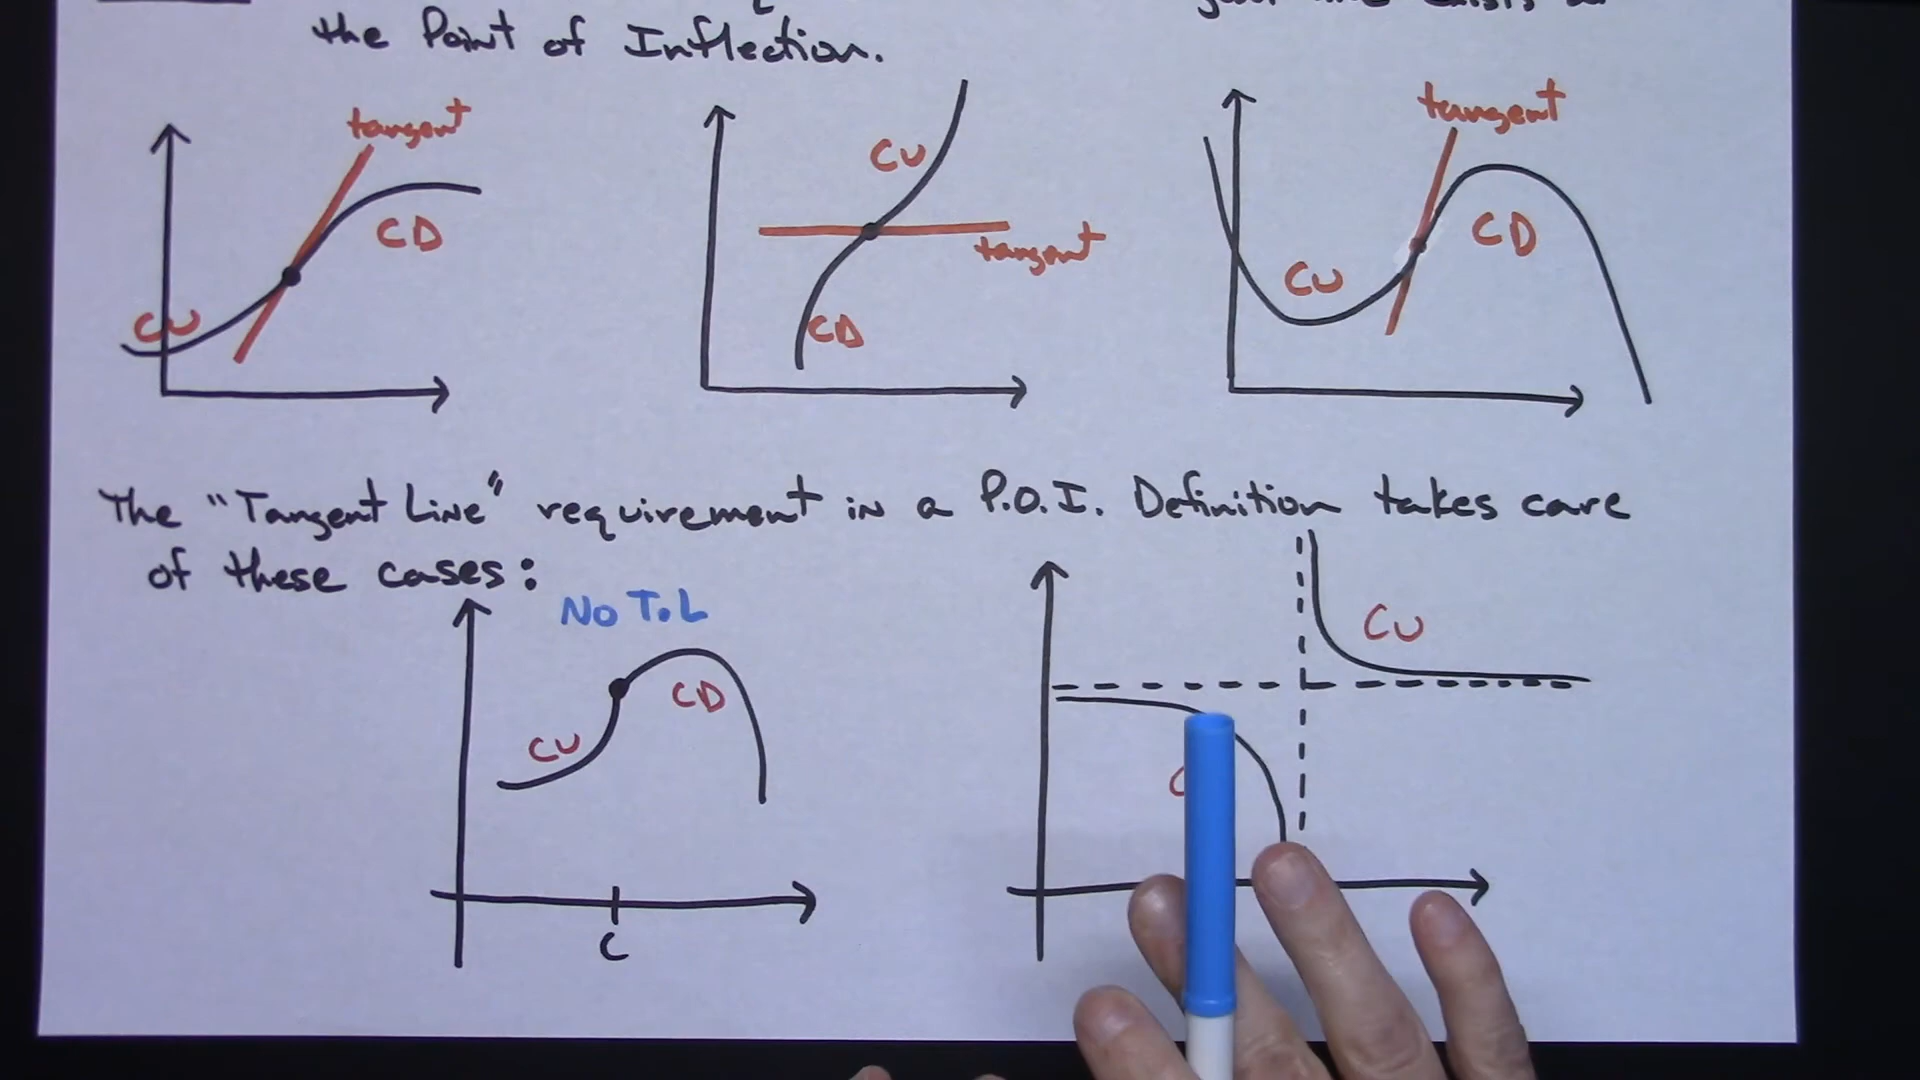 the Point of Inflection.
tangent
CU
CD
CU
tangent
CD
tangent
CU
CD
The "Tangent Line" requirement in a P.O.I. Definition takes care
of these cases:
No T.L
CU
CD
C
CU